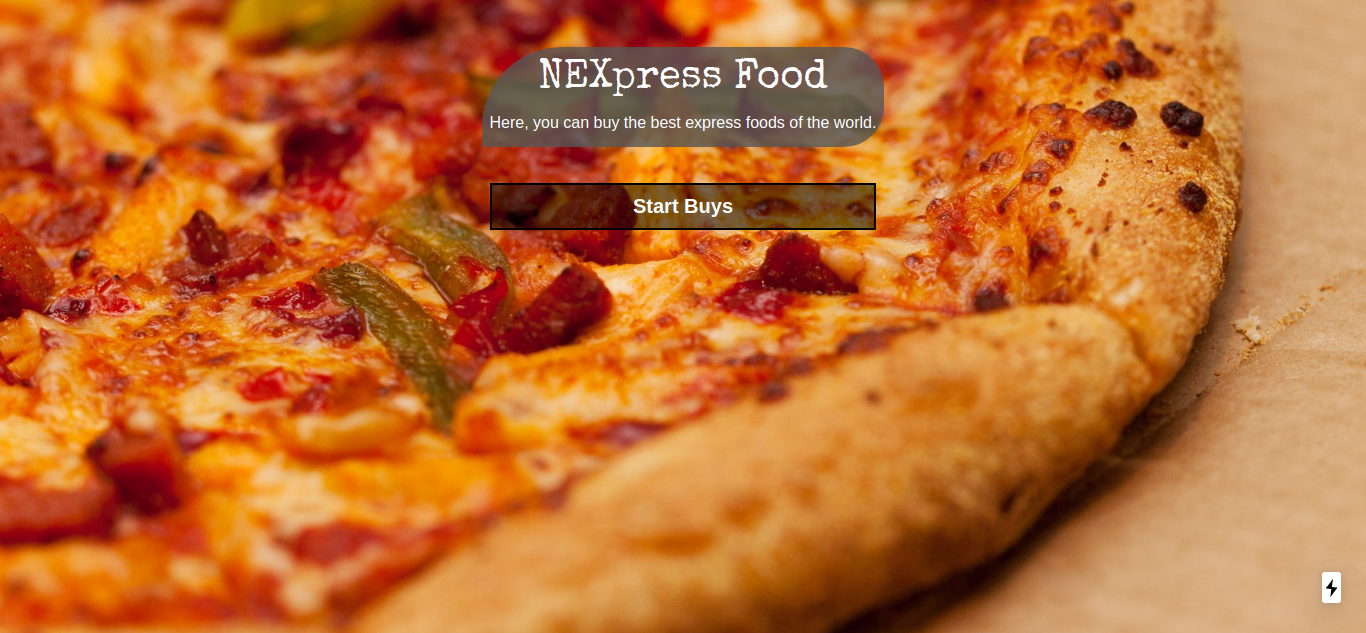 NEXpress Food
Here, you can buy the best express foods of the world.
Start Buys